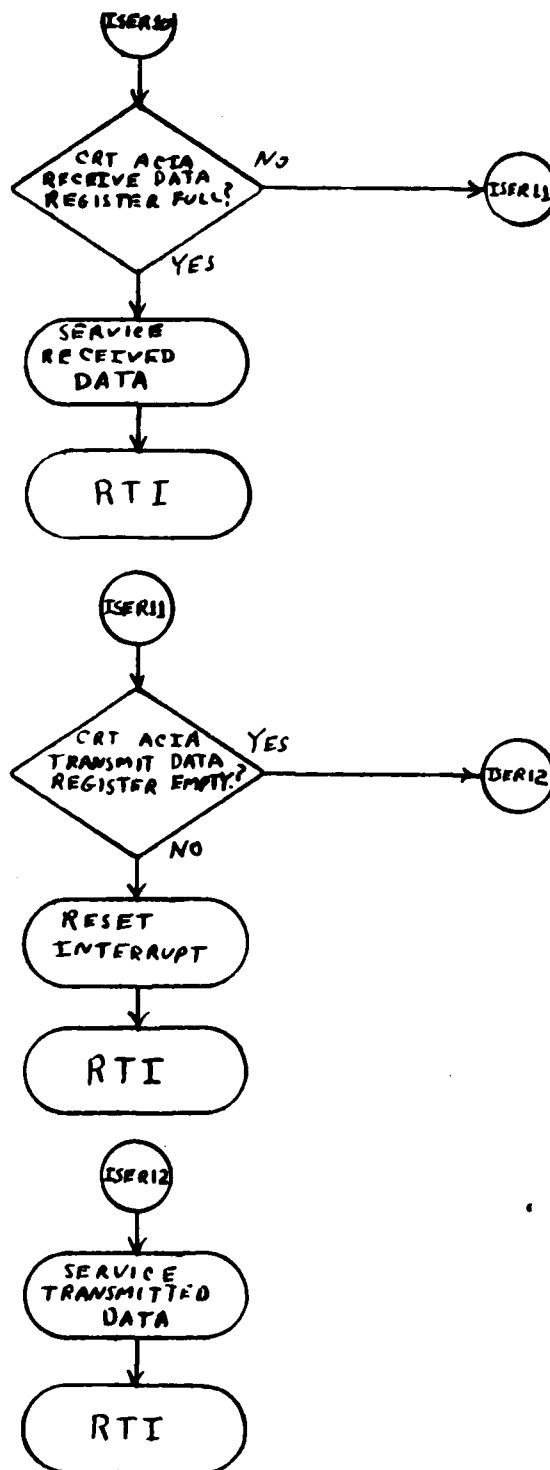 ISER10
CRT ACIA
RECEIVE DATA
REGISTER FULL?
NO
ISER11
YES
SERVICE
RECEIVED
DATA
RTI
ISER11
CRT ACIA
TRANSMIT DATA
REGISTER EMPTY?
YES
ISER12
NO
RESET
INTERRUPT
RTI
ISER12
SERVICE
TRANSMITTED
DATA
RTI